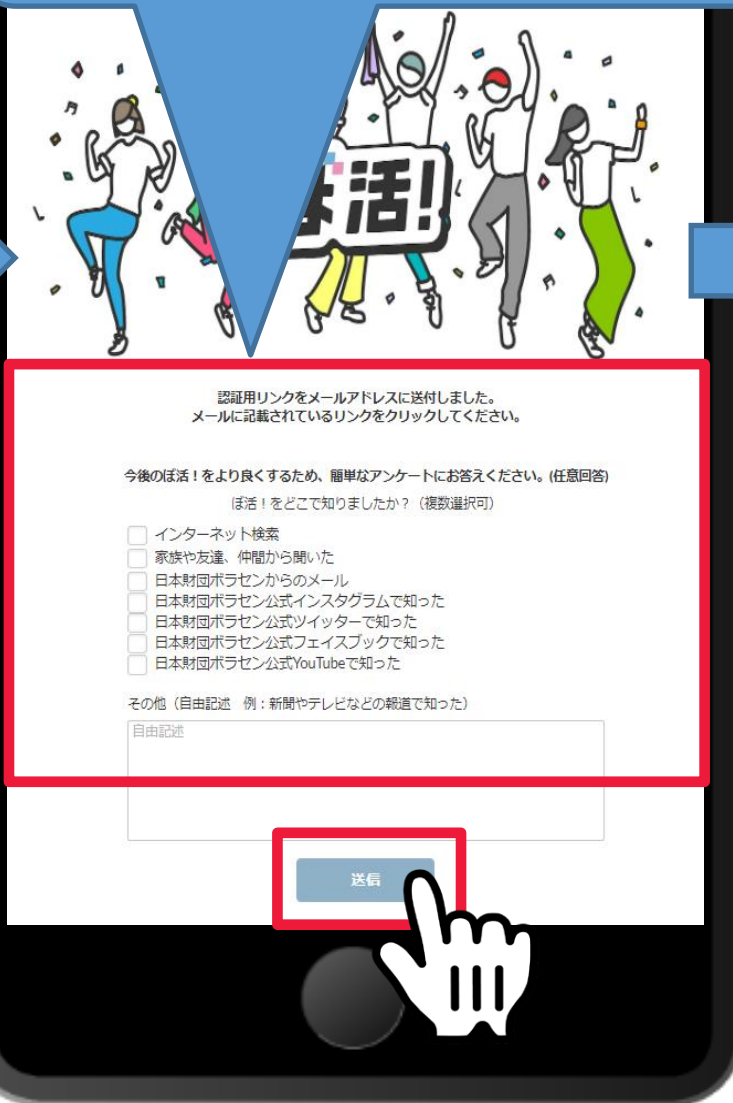 活!
認証用リンクをメールアドレスに送付しました。
メールに記載されているリンクをクリックしてください。
今後のぼ活！をより良くするため、簡単なアンケートにお答えください。(任意回答)
ぼ活！をどこで知りましたか？（複数選択可）
インターネット検索
家族や友達、仲間から聞いた
日本財団ボラセンからのメール
日本財団ボラセン公式インスタグラムで知った
日本財団ボラセン公式ツイッターで知った
日本財団ボラセン公式フェイスブックで知った
日本財団ボラセン公式YouTubeで知った
その他（自由記述　例：新聞やテレビなどの報道で知った）
自由記述
送信